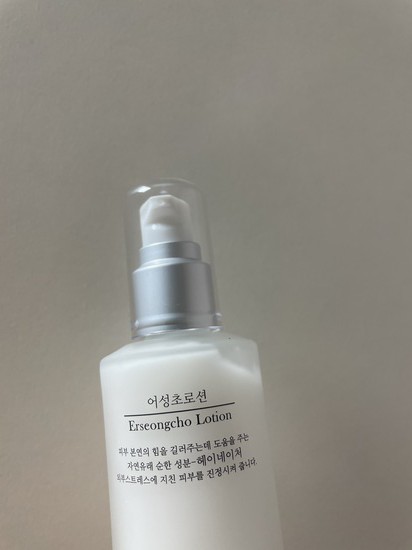 어성초로션
Erseongcho Lotion
피부 본연의 힘을 길러주는데 도움을 주는
자연유래 순한 성분-헤이네이처
피부스트레스에 지친 피부를 진정시켜 줍니다.